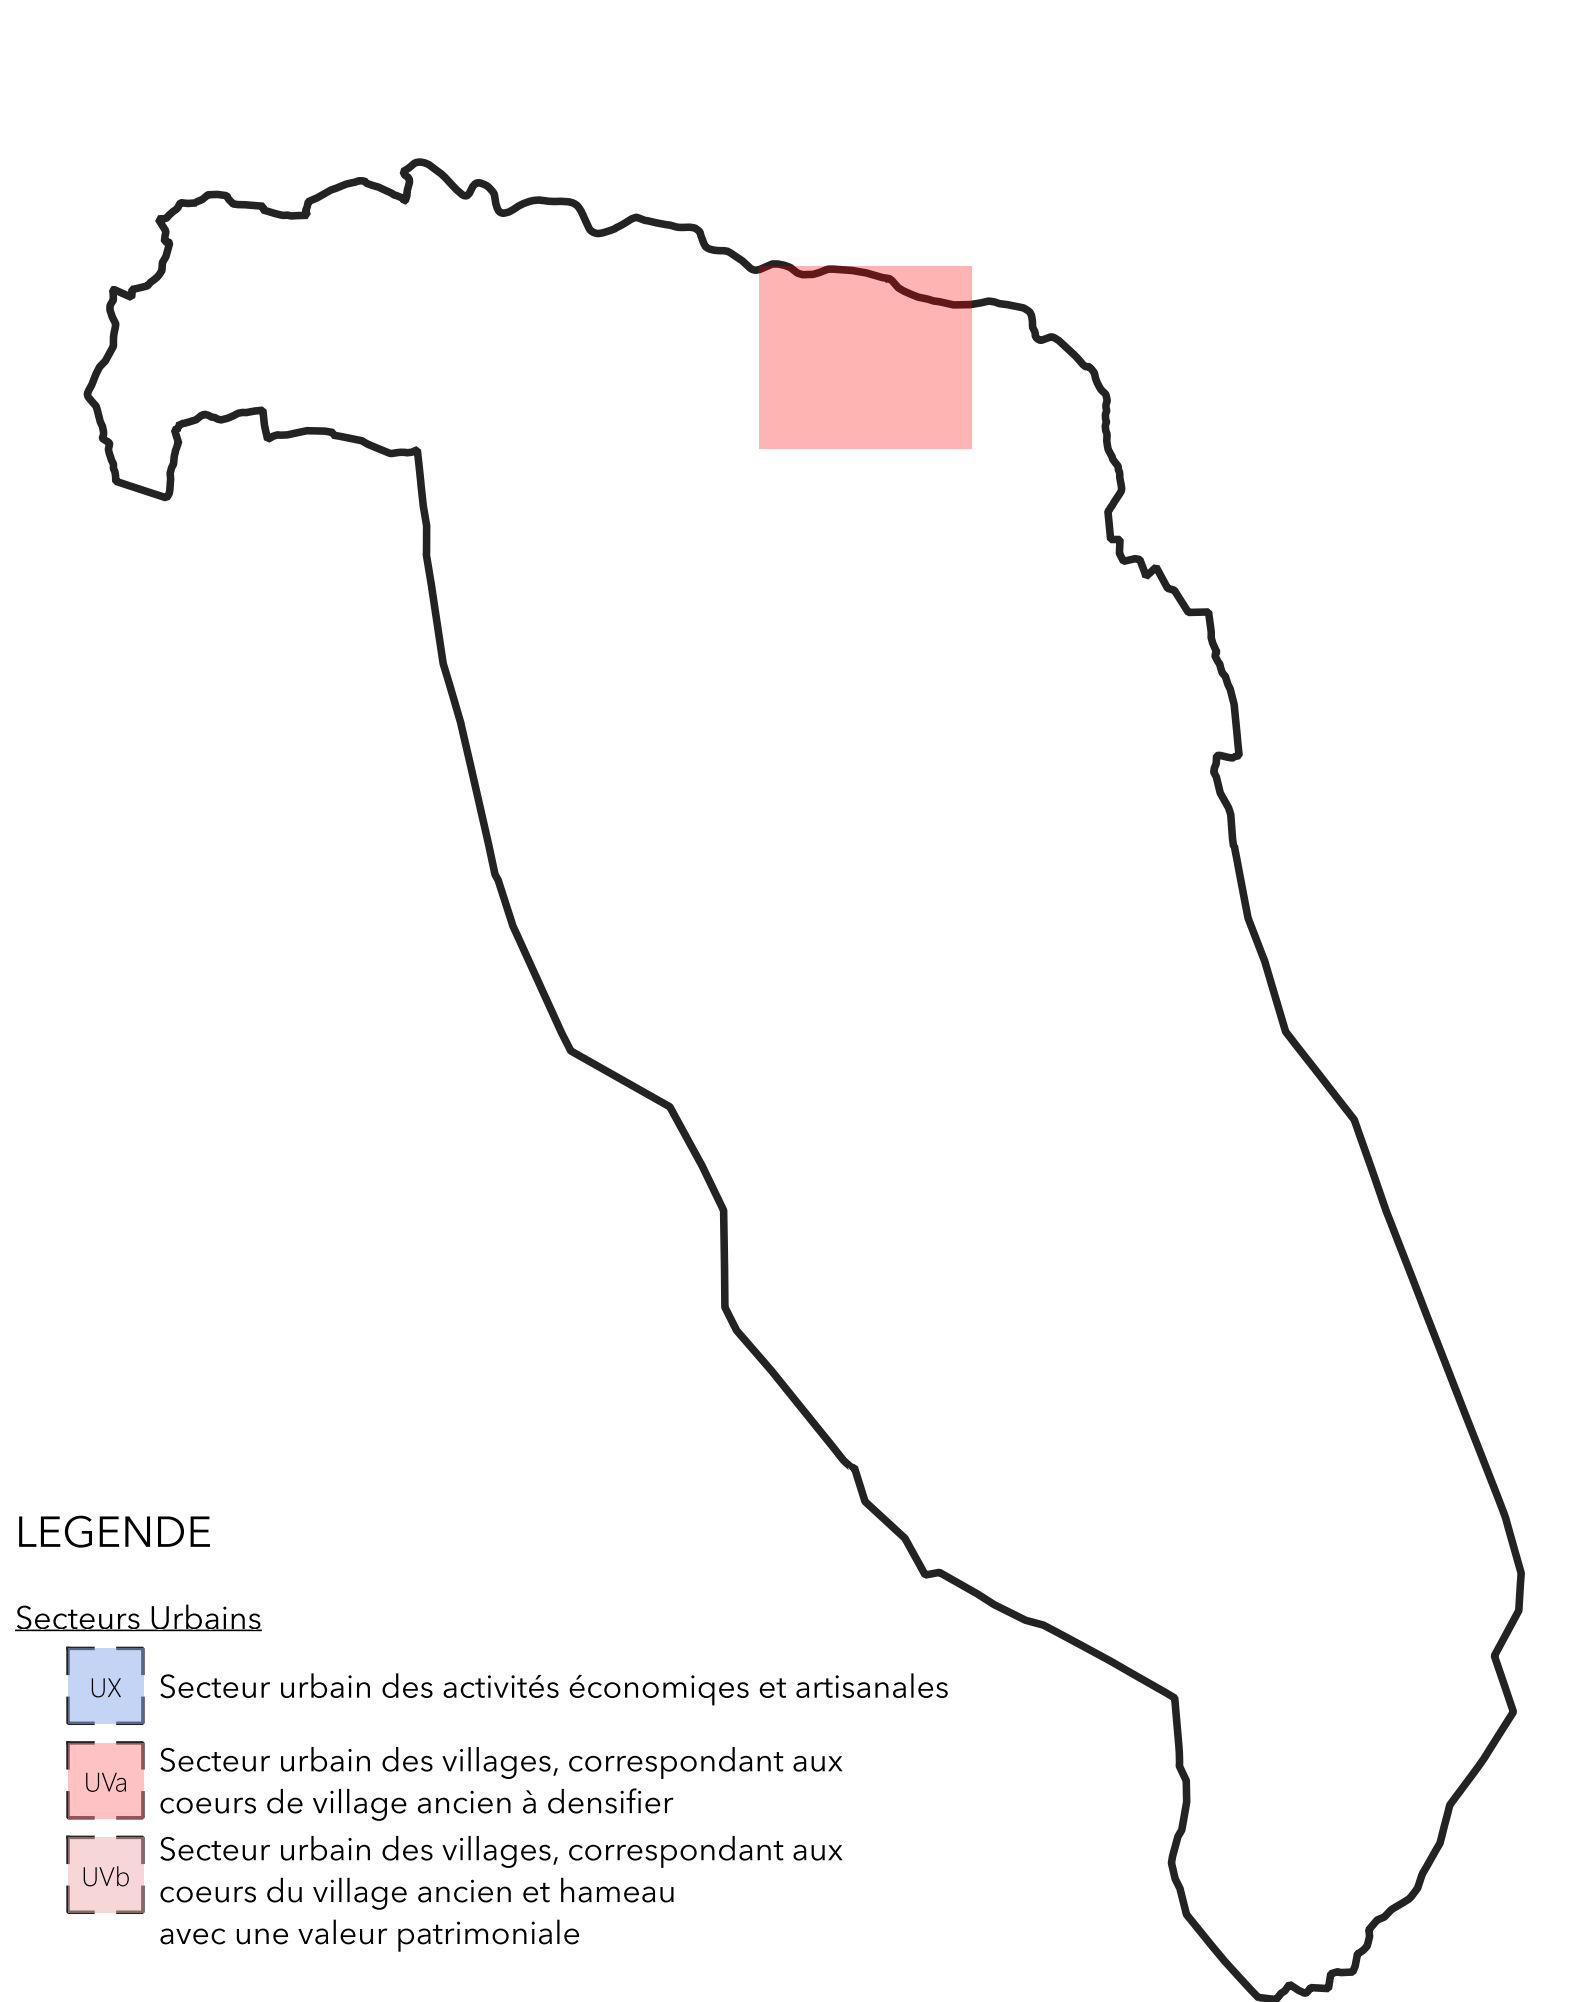 LEGENDE
Secteurs Urbains
UX
Secteur urbain des activités économiqes et artisanales
UVa
Secteur urbain des villages, correspondant aux
coeurs de village ancien à densifier
UVb
Secteur urbain des villages, correspondant aux
coeurs du village ancien et hameau
avec une valeur patrimoniale